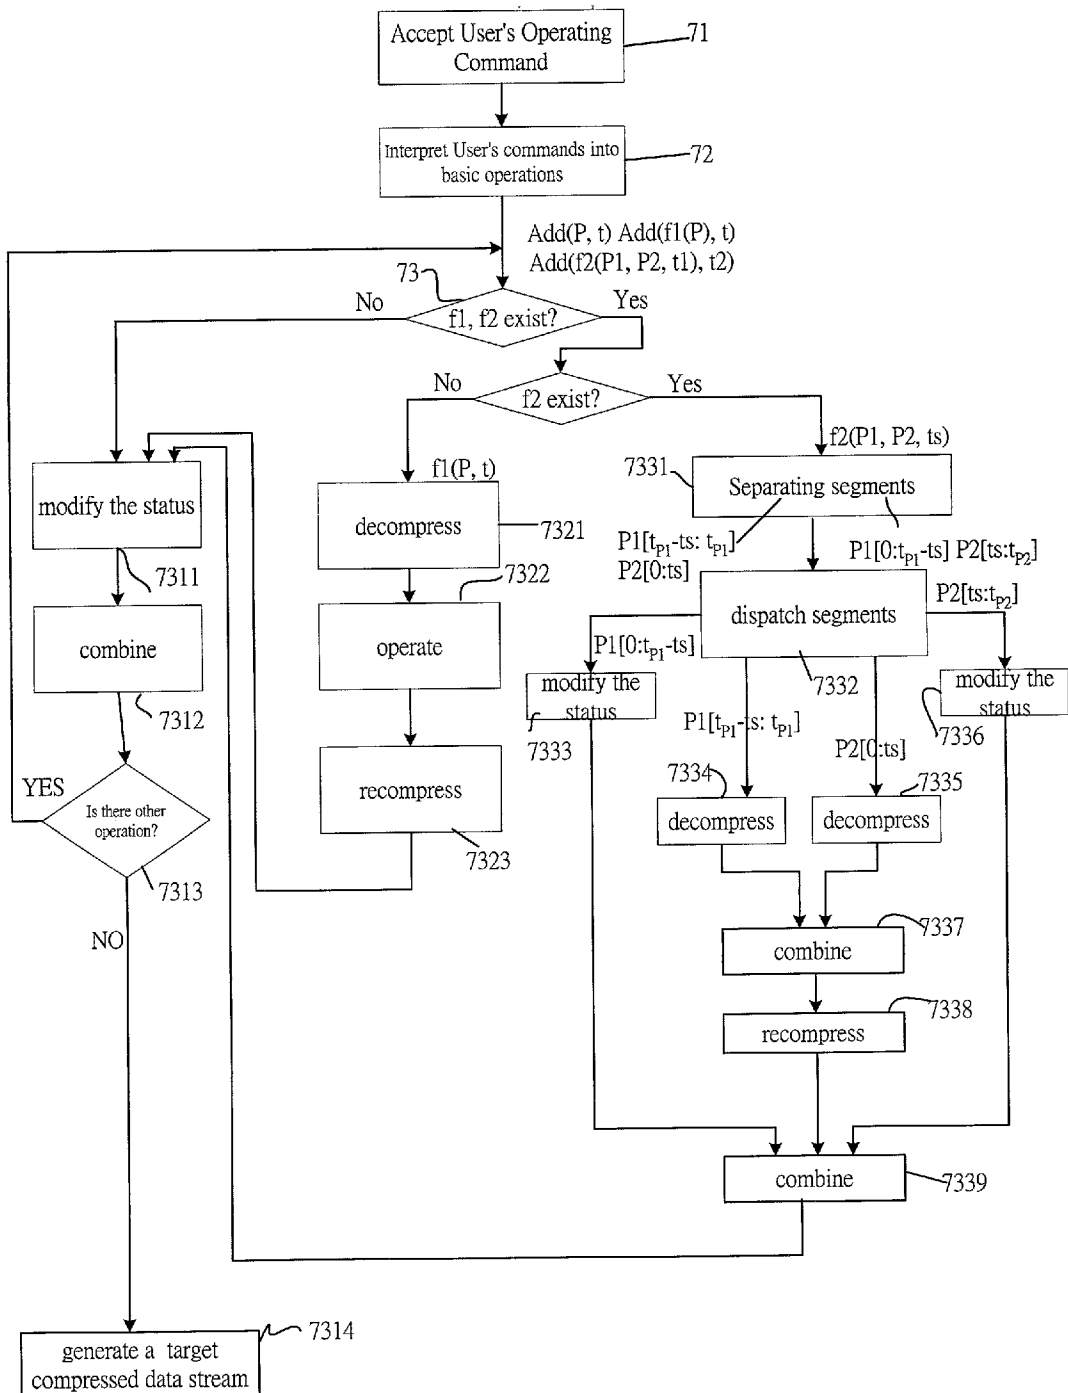 Accept User's Operating
Command
71
Interpret User's commands into
basic operations
72
Add(P, t) Add(f1(P), t)
Add(f2(P1, P2, t1), t2)
73
No
Yes
f1, f2 exist?
No
Yes
f2 exist?
f2(P1, P2, ts)
f1(P, t)
7331
Separating segments
modify the status
decompress
7321
P1[tP1-ts: tP1]
P2[0:ts]
P1[0:tP1-ts] P2[ts:tP2]
7311
7322
P2[ts:tP2]
dispatch segments
combine
operate
P1[0:tP1-ts]
7332
modify the
status
modify the
status
7312
P1[tP1-ts: tP1]
7333
7336
P2[0:ts]
YES
7334
7335
recompress
Is there other
operation?
decompress
decompress
7323
7313
NO
7337
combine
7338
recompress
combine
7339
7314
generate a target
compressed data stream